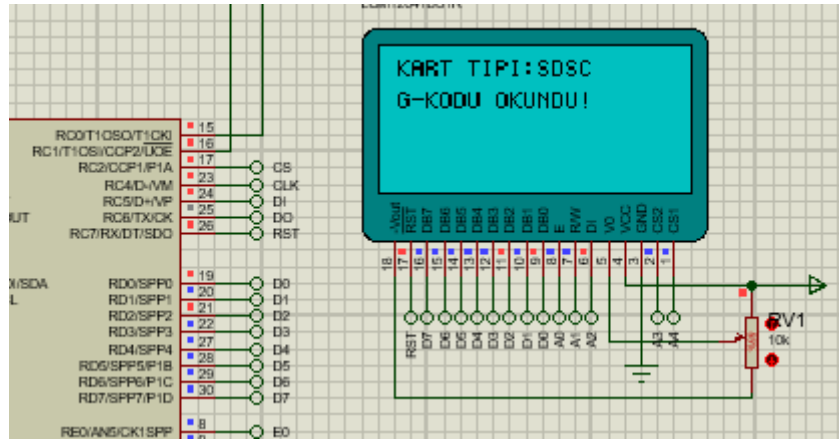 KART TIPI:SDSC
G-KODU OKUNDU!
RC0/T1OSO/T1CKI 15
RC1/T1OSI/CCP2/UOE 16
RC2/CCP1/P1A 17 CS
RC4/D-/VM 23 CLK
RC5/D+/VP 24 DI
RC6/TX/CK 25 DO
RC7/RX/DT/SDO 26 RST
RD0/SPP0 19 D0
RD1/SPP1 20 D1
RD2/SPP2 21 D2
RD3/SPP3 22 D3
RD4/SPP4 27 D4
RD5/SPP5/P1B 28 D5
RD6/SPP6/P1C 29 D6
RD7/SPP7/P1D 30 D7
RE0/AN5/CK1SPP 8 E0
-Vout RST DB7 DB6 DB5 DB4 DB3 DB2 DB1 DB0 E R/W DI V0 VCC GND CS2 CS1
18 17 16 15 14 13 12 11 10 9 8 7 6 5 4 3 2 1
RST D7 D6 D5 D4 D3 D2 D1 D0 A0 A1 A2 A3 A4
RV1
10k